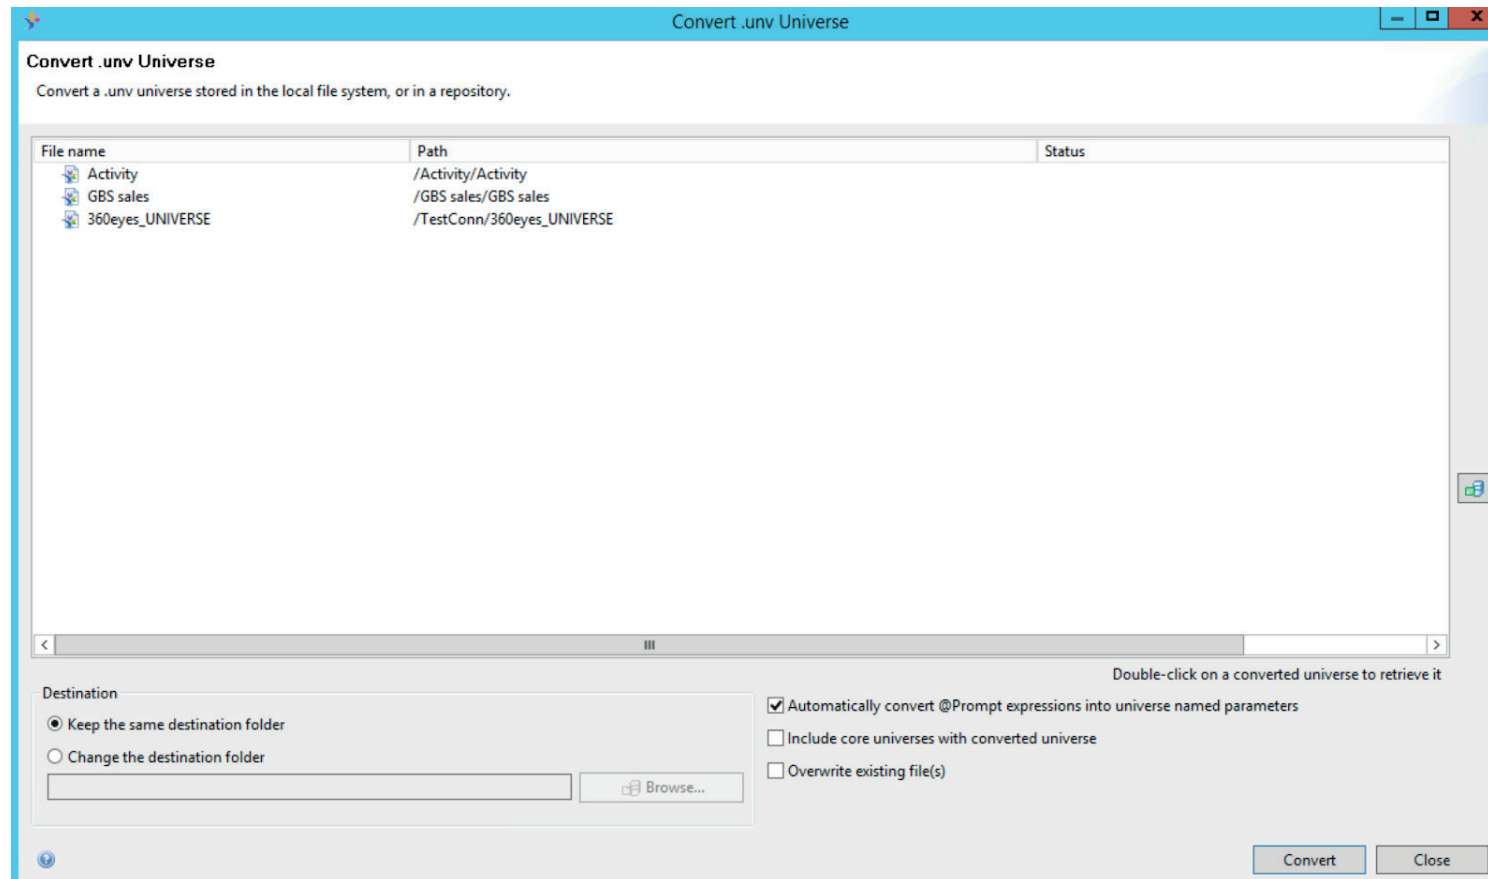 Convert .unv Universe
Convert .unv Universe
Convert a .unv universe stored in the local file system, or in a repository.
File name Path Status
Activity /Activity/Activity
GBS sales /GBS sales/GBS sales
360eyes_UNIVERSE /TestConn/360eyes_UNIVERSE
Double-click on a converted universe to retrieve it
Destination
Keep the same destination folder
Change the destination folder
Browse...
Automatically convert @Prompt expressions into universe named parameters
Include core universes with converted universe
Overwrite existing file(s)
Convert Close